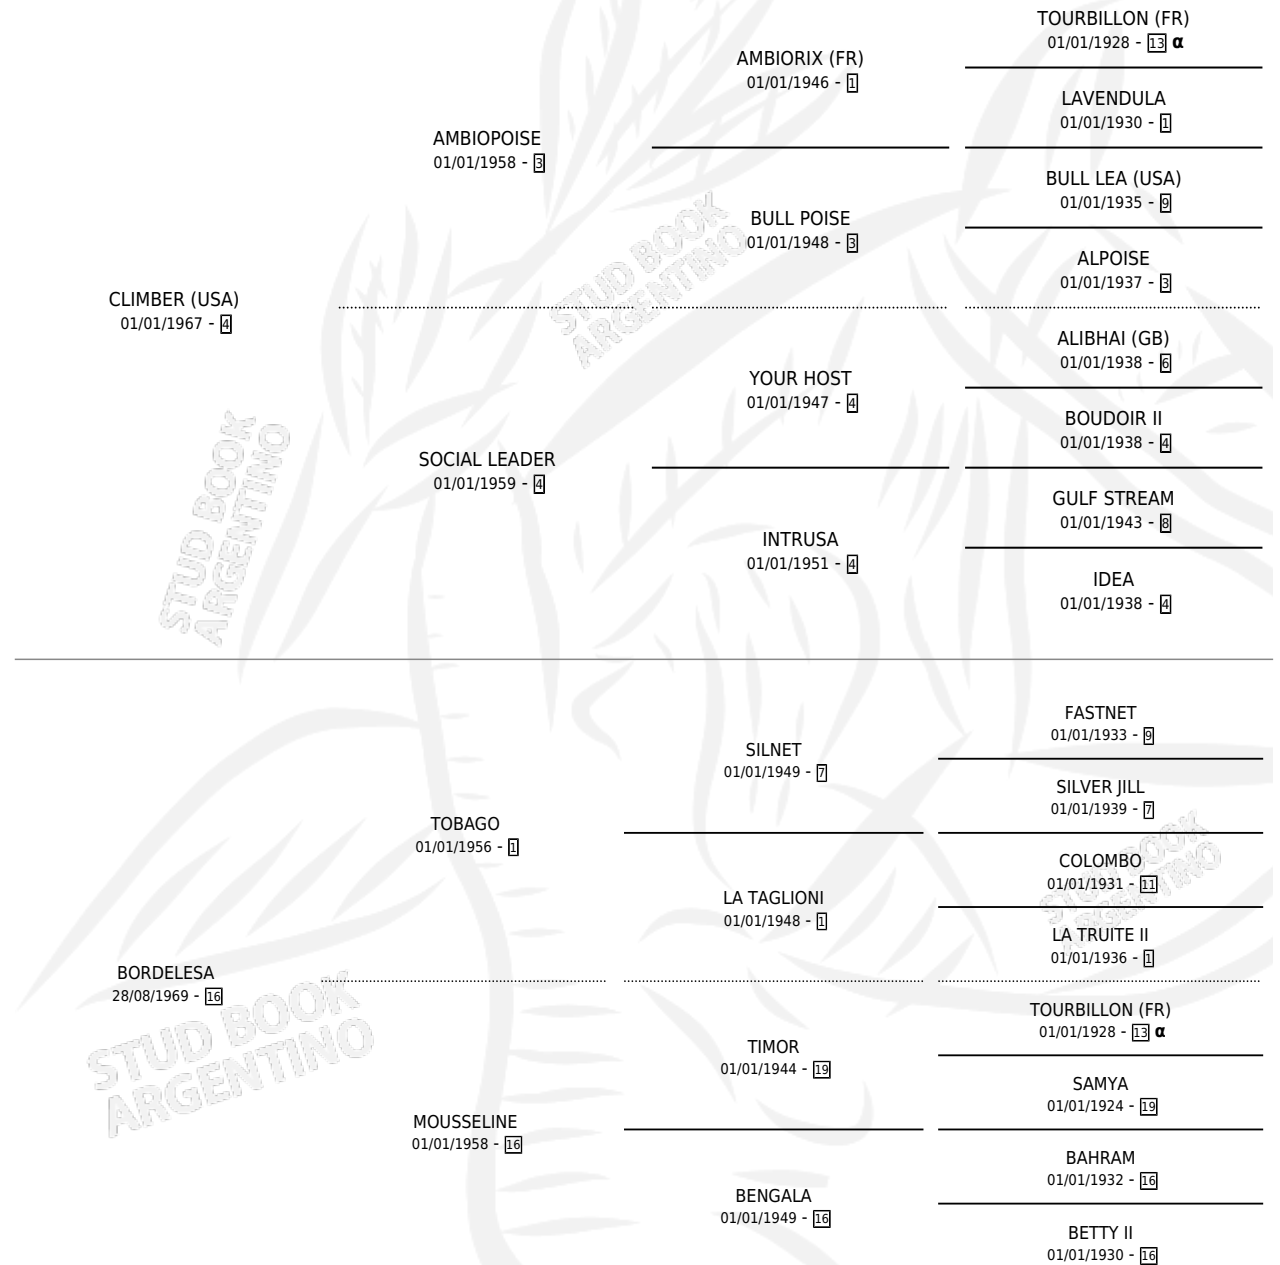 TOURBILLON (FR)
01/01/1928 - 13 α
AMBIORIX (FR)
01/01/1946 - 1
LAVENDULA
01/01/1930 - 1
AMBIOPOISE
01/01/1958 - 3
BULL LEA (USA)
01/01/1935 - 9
BULL POISE
01/01/1948 - 3
ALPOISE
01/01/1937 - 3
CLIMBER (USA)
01/01/1967 - 4
ALIBHAI (GB)
01/01/1938 - 6
YOUR HOST
01/01/1947 - 4
BOUDOIR II
01/01/1938 - 4
SOCIAL LEADER
01/01/1959 - 4
GULF STREAM
01/01/1943 - 8
INTRUSA
01/01/1951 - 4
IDEA
01/01/1938 - 4
STUD BOOK
ARGENTINO
STUD BOOK
ARGENTINO
FASTNET
01/01/1933 - 9
SILNET
01/01/1949 - 7
SILVER JILL
01/01/1939 - 7
TOBAGO
01/01/1956 - 1
COLOMBO
01/01/1931 - 11
LA TAGLIONI
01/01/1948 - 1
LA TRUITE II
01/01/1936 - 1
BORDELESA
28/08/1969 - 16
TOURBILLON (FR)
01/01/1928 - 13 α
TIMOR
01/01/1944 - 19
SAMYA
01/01/1924 - 19
MOUSSELINE
01/01/1958 - 16
BAHRAM
01/01/1932 - 16
BENGALA
01/01/1949 - 16
BETTY II
01/01/1930 - 16
STUD BOOK
ARGENTINO
STUD BOOK
ARGENTINO